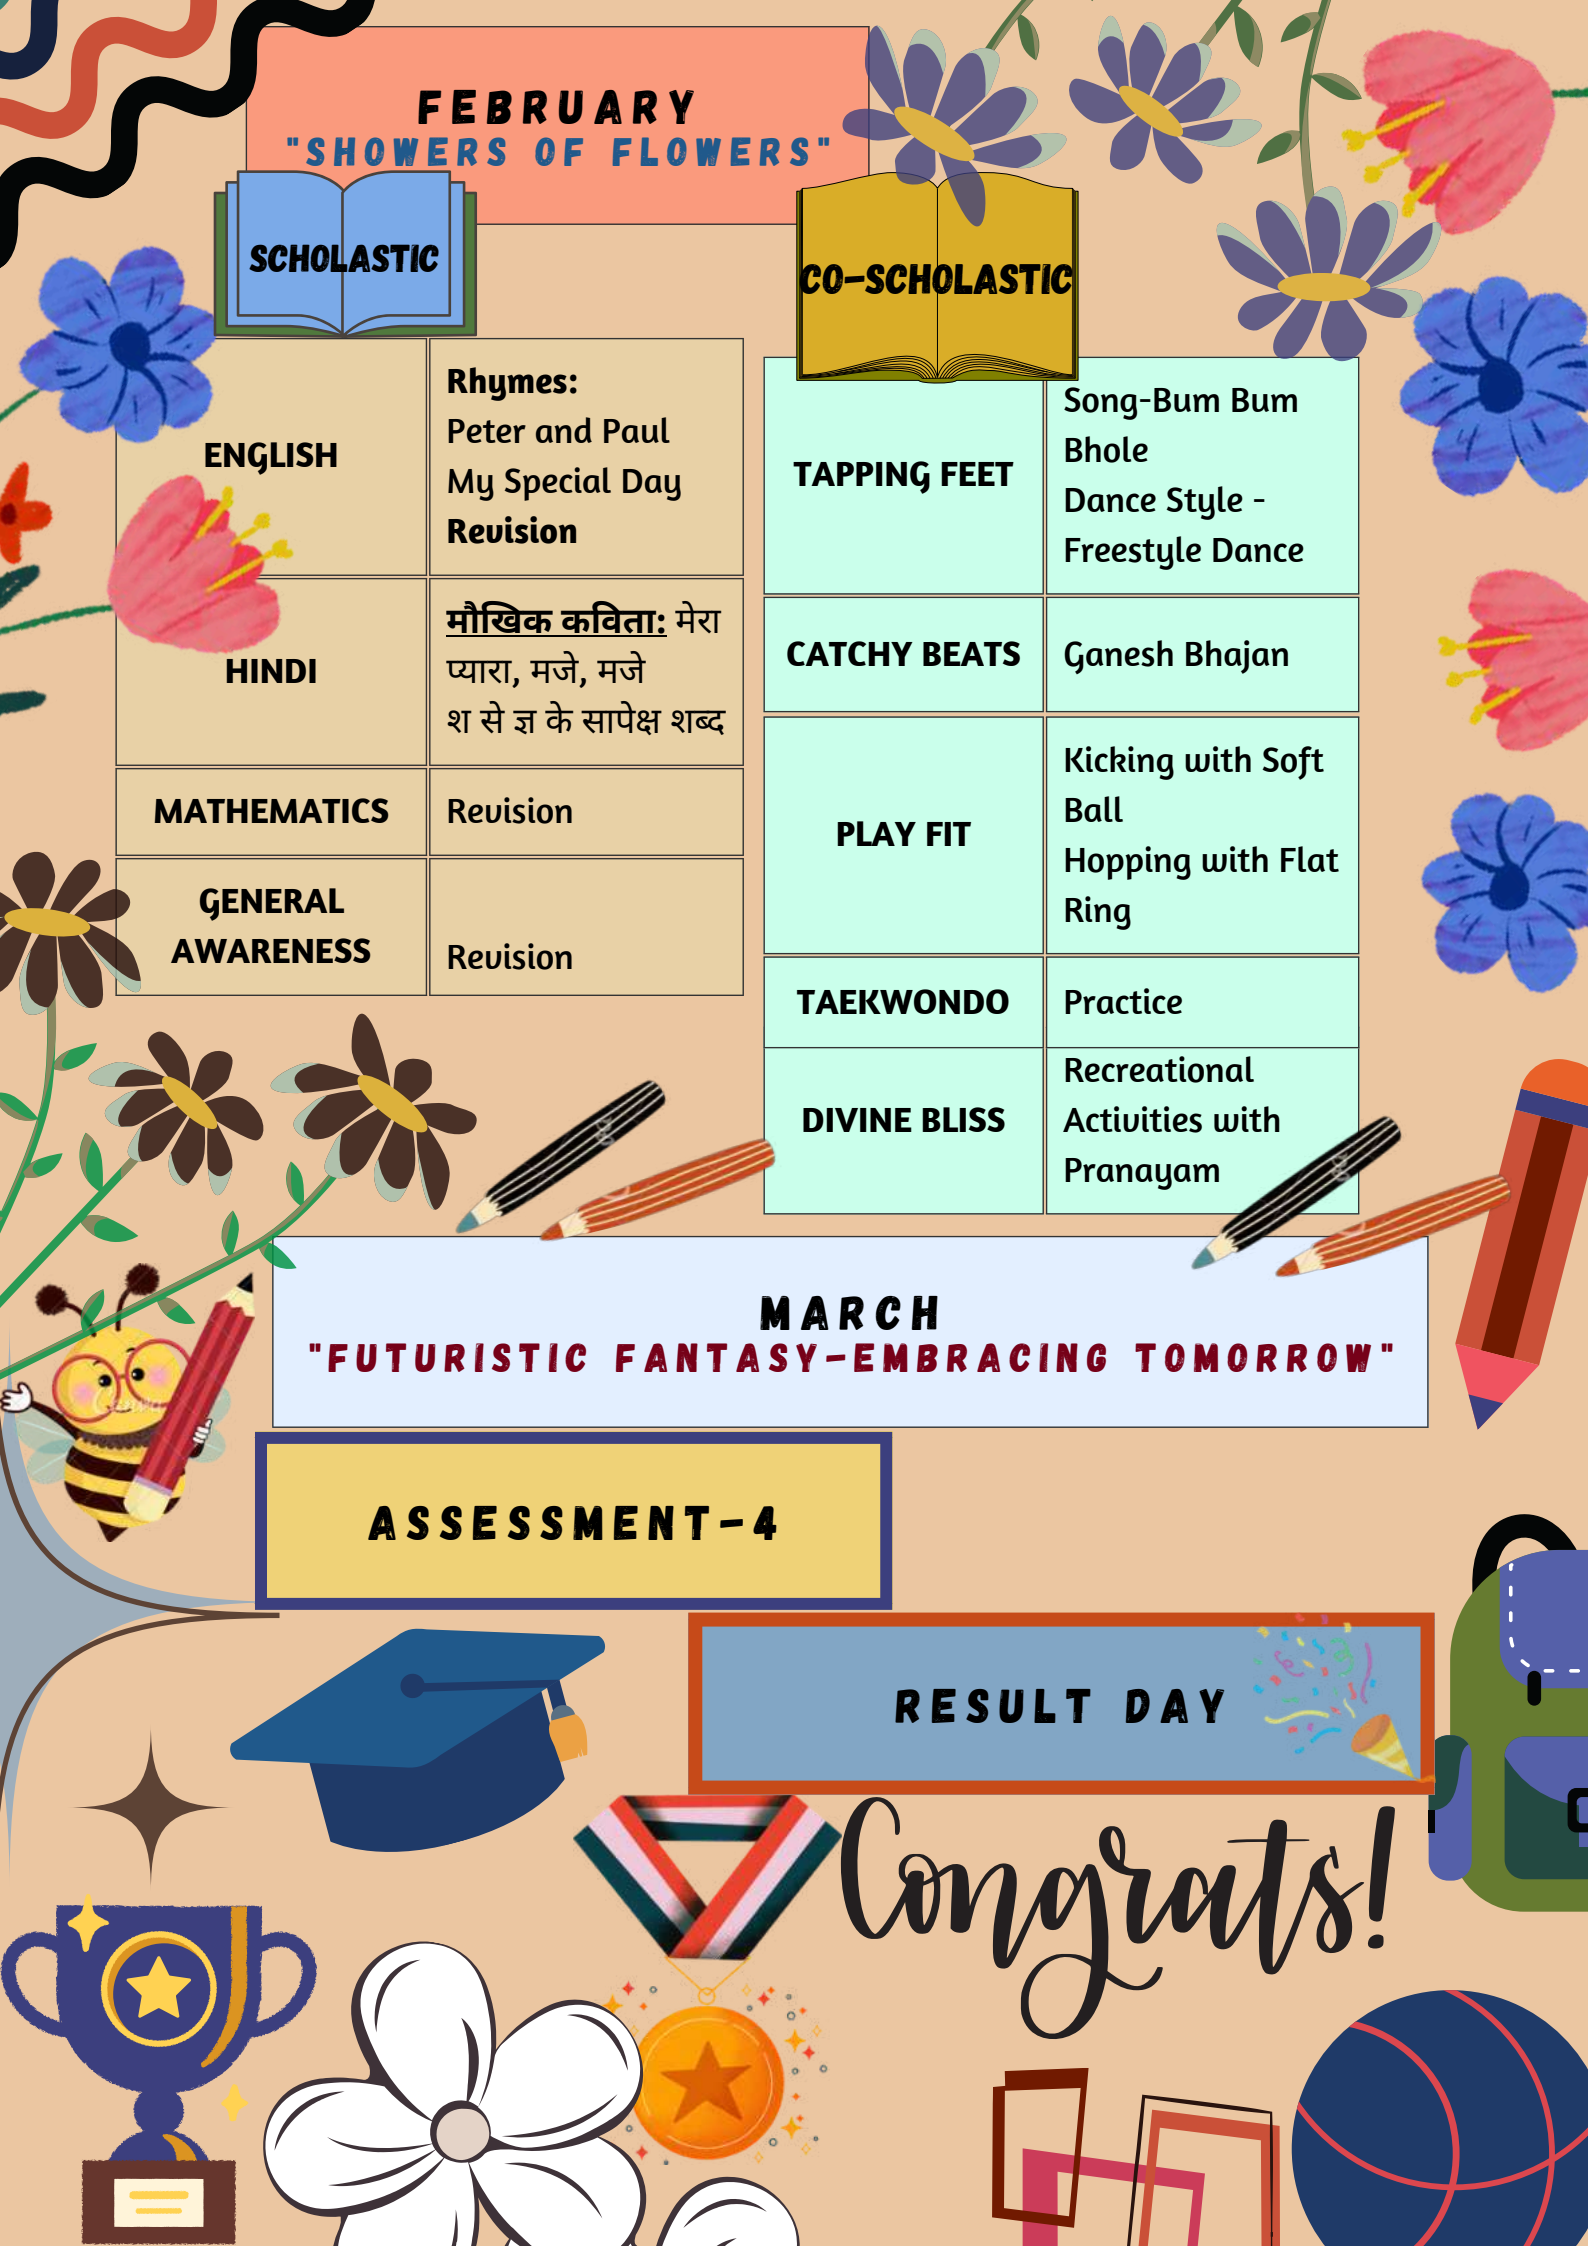 FEBRUARY
"SHOWERS OF FLOWERS"
SCHOLASTIC
ENGLISH
Rhymes:
Peter and Paul
My Special Day
Revision
HINDI
मौखिक कविता: मेरा
प्यारा, मजे, मजे
श से ज्ञ के सापेक्ष शब्द
MATHEMATICS
Revision
GENERAL
AWARENESS
Revision
CO-SCHOLASTIC
TAPPING FEET
Song-Bum Bum
Bhole
Dance Style -
Freestyle Dance
CATCHY BEATS
Ganesh Bhajan
PLAY FIT
Kicking with Soft
Ball
Hopping with Flat
Ring
TAEKWONDO
Practice
DIVINE BLISS
Recreational
Activities with
Pranayam
MARCH
"FUTURISTIC FANTASY-EMBRACING TOMORROW"
ASSESSMENT-4
RESULT DAY
Congrats!